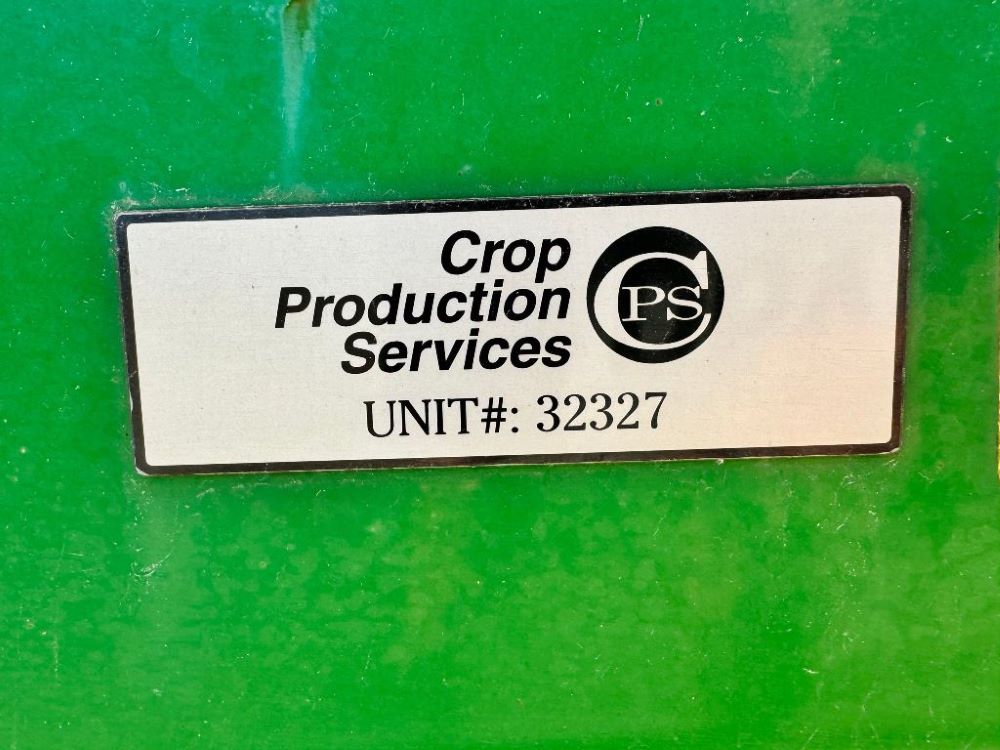 Crop
Production
Services
CPS
UNIT#: 32327